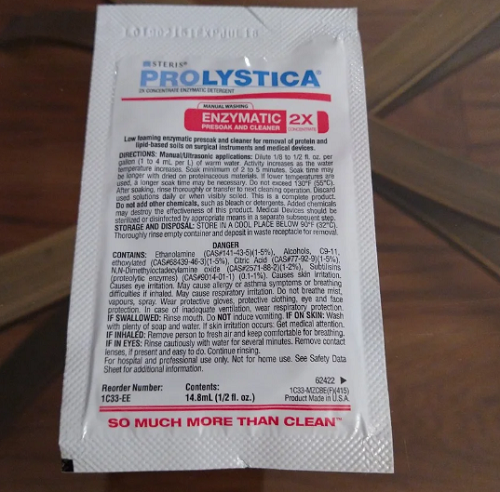 STERIS®
PROLYSTICA®
2X CONCENTRATE ENZYMATIC DETERGENT
MANUAL WASHING
ENZYMATIC 2X
PRESOAK AND CLEANER CONCENTRATE
Low foaming enzymatic presoak and cleaner for removal of protein and
lipid-based soils on surgical instruments and medical devices.
DIRECTIONS: Manual/Ultrasonic applications: Dilute 1/8 to 1/2 fl. oz. per
gallon (1 to 4 mL per L) of warm water. Activity increases as the water
temperature increases. Soak minimum of 2 to 5 minutes. Soak time may
be longer with dried on proteinaceous materials. If lower temperatures are
used, a longer soak time may be necessary. Do not exceed 130°F (55°C).
After soaking, rinse thoroughly or transfer to next cleaning operation. Discard
used solutions daily or when visibly soiled. This is a complete product.
Do not add other chemicals, such as bleach or detergents. Added chemicals
may destroy the effectiveness of this product. Medical Devices should be
sterilized or disinfected by appropriate means in a separate subsequent step.
STORAGE AND DISPOSAL: STORE IN A COOL PLACE BELOW 90°F (32°C).
Thoroughly rinse empty container and deposit in waste receptacle for removal.
DANGER
CONTAINS: Ethanolamine (CAS#141-43-5)(1-5%), Alcohols, C9-11,
ethoxylated (CAS#68439-46-3)(1-5%), Citric Acid (CAS#77-92-9)(1-5%),
N,N-Dimethyloctadecylamine oxide (CAS#2571-88-2)(1-2%), Subtilisins
(proteolytic enzymes) (CAS#9014-01-1) (0.1-1%). Causes skin irritation.
Causes eye irritation. May cause allergy or asthma symptoms or breathing
difficulties if inhaled. May cause respiratory irritation. Do not breathe mist,
vapours, spray. Wear protective gloves, protective clothing, eye and face
protection. In case of inadequate ventilation, wear respiratory protection.
IF SWALLOWED: Rinse mouth. Do NOT induce vomiting. IF ON SKIN: Wash
with plenty of soap and water. If skin irritation occurs: Get medical attention.
IF INHALED: Remove person to fresh air and keep comfortable for breathing.
IF IN EYES: Rinse cautiously with water for several minutes. Remove contact
lenses, if present and easy to do. Continue rinsing.
For hospital and professional use only. Not for home use. See Safety Data
Sheet for additional information.
62422
Reorder Number: Contents: 1C33-MZCBE(F)(415)
1C33-EE 14.8mL (1/2 fl. oz.) Product Made in U.S.A.
SO MUCH MORE THAN CLEAN™